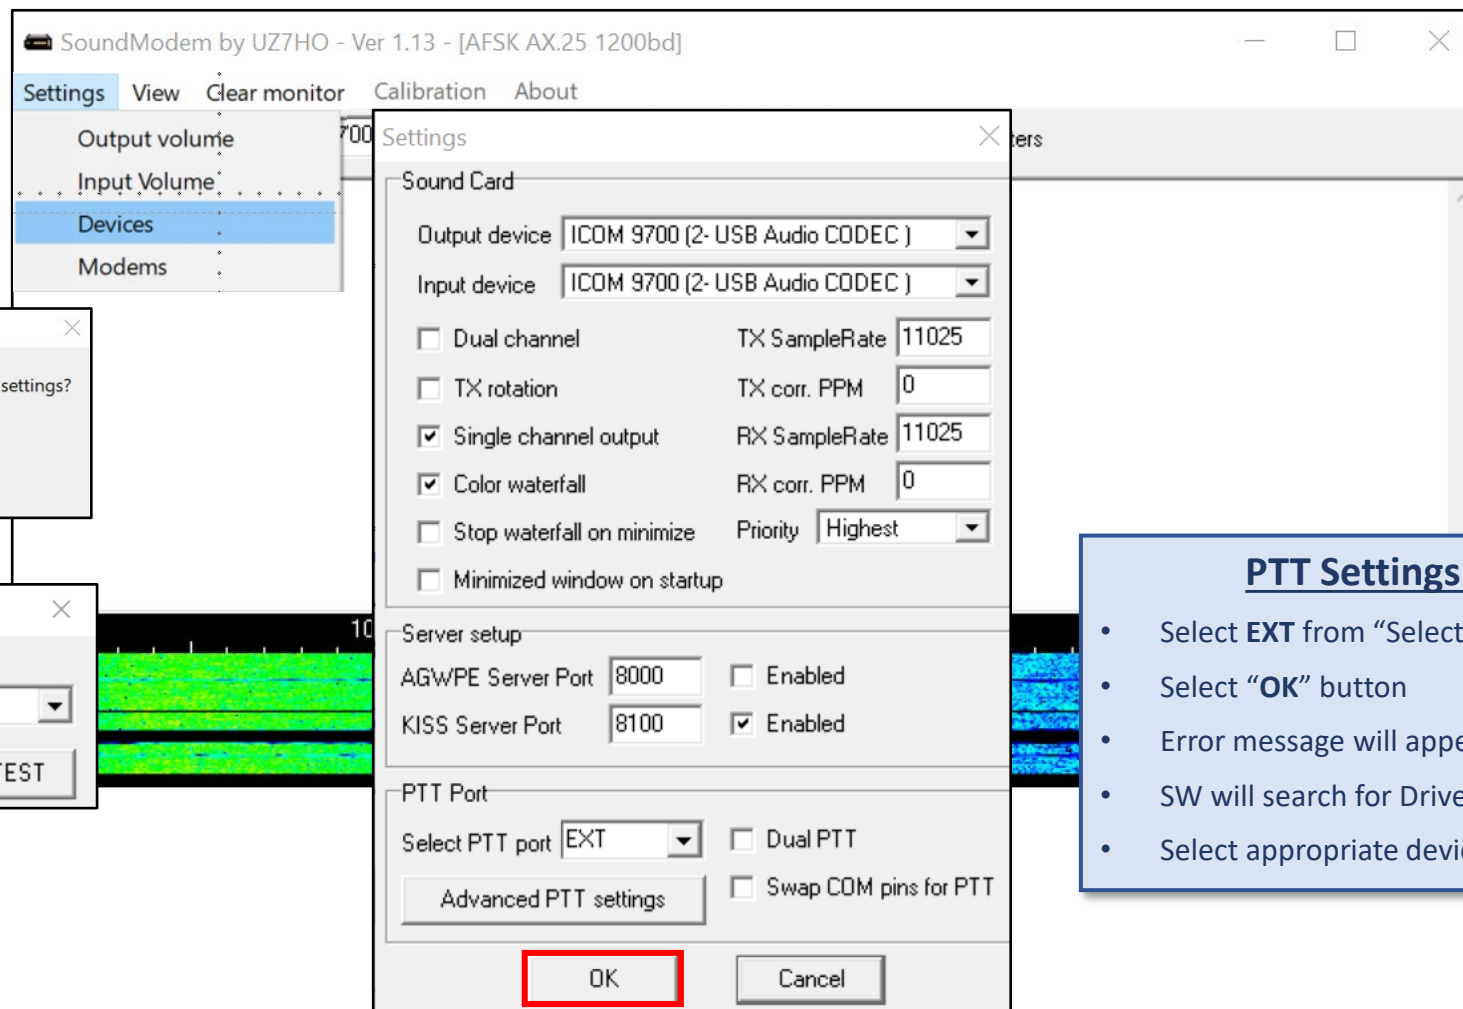 SoundModem by UZ7HO - Ver 1.13 - [AFSK AX.25 1200bd]
Settings View Clear monitor Calibration About
Output volume
Input Volume
Devices
Modems
700
ters
Settings
Sound Card
Output device ICOM 9700 (2- USB Audio CODEC )
Input device ICOM 9700 (2- USB Audio CODEC )
Dual channel TX SampleRate 11025
TX rotation TX corr. PPM 0
Single channel output RX SampleRate 11025
Color waterfall RX corr. PPM 0
Stop waterfall on minimize Priority Highest
Minimized window on startup
settings?
10
TEST
Server setup
AGWPE Server Port 8000 Enabled
KISS Server Port 8100 Enabled
PTT Port
Select PTT port EXT Dual PTT
Advanced PTT settings Swap COM pins for PTT
OK Cancel
PTT Settings
• Select EXT from “Select
• Select “OK” button
• Error message will appe
• SW will search for Drive
• Select appropriate devi